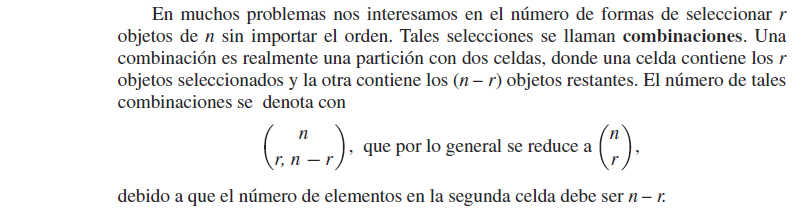 En muchos problemas nos interesamos en el número de formas de seleccionar r
objetos de n sin importar el orden. Tales selecciones se llaman combinaciones. Una
combinación es realmente una partición con dos celdas, donde una celda contiene los r
objetos seleccionados y la otra contiene los (n – r) objetos restantes. El número de tales
combinaciones se denota con
(n
r, n – r), que por lo general se reduce a (n
r),
debido a que el número de elementos en la segunda celda debe ser n – r.